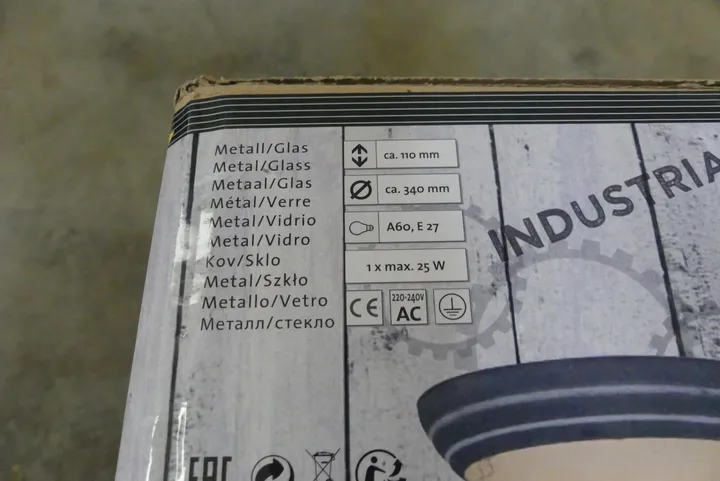 Metall/Glas
Metal/Glass
Metaal/Glas
Métal/Verre
Metal/Vidrio
Metal/Vidro
Kov/Sklo
Metal/Szkło
Metallo/Vetro
Металл/стекло
ca. 110 mm
ca. 340 mm
A60, E 27
1 x max. 25 W
CE
220-240V
AC
INDUSTRIA
EAC